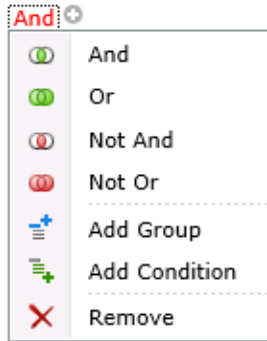 And
And
Or
Not And
Not Or
Add Group
Add Condition
Remove